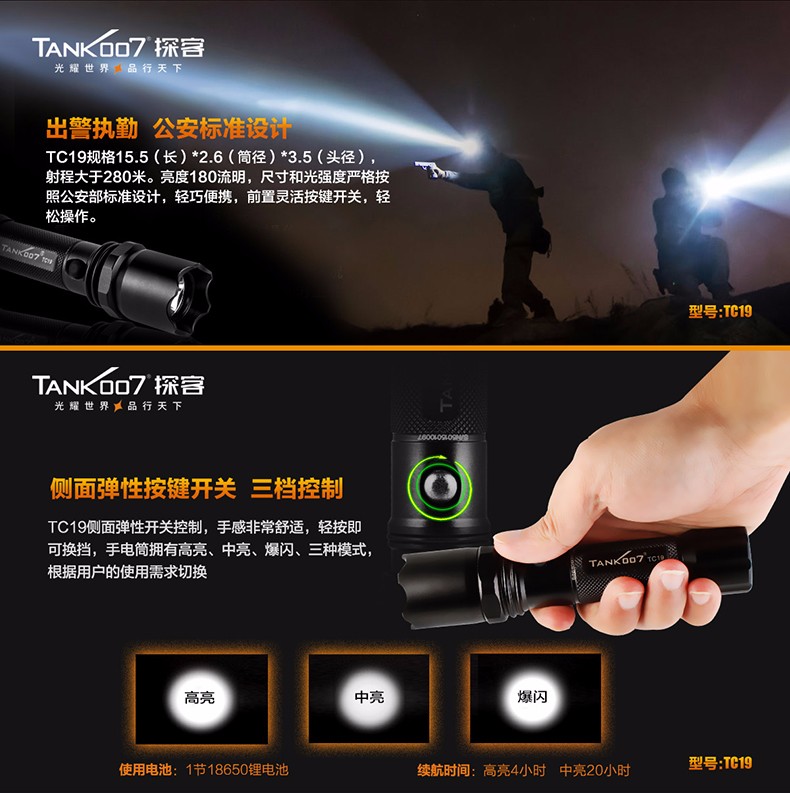 TANK007® 探客
光耀世界 品行天下
出警执勤 公安标准设计
TC19规格15.5（长）*2.6（筒径）*3.5（头径），
射程大于280米。亮度180流明，尺寸和光强度严格按
照公安部标准设计，轻巧便携，前置灵活按键开关，轻
松操作。
TANK007® TC19
型号:TC19
TANK007® 探客
光耀世界 品行天下
S/N501510097
侧面弹性按键开关 三档控制
TC19侧面弹性开关控制，手感非常舒适，轻按即
可换挡，手电筒拥有高亮、中亮、爆闪、三种模式，
根据用户的使用需求切换
TANK007® TC19
高亮
中亮
爆闪
使用电池：1节18650锂电池
续航时间：高亮4小时 中亮20小时
型号:TC19